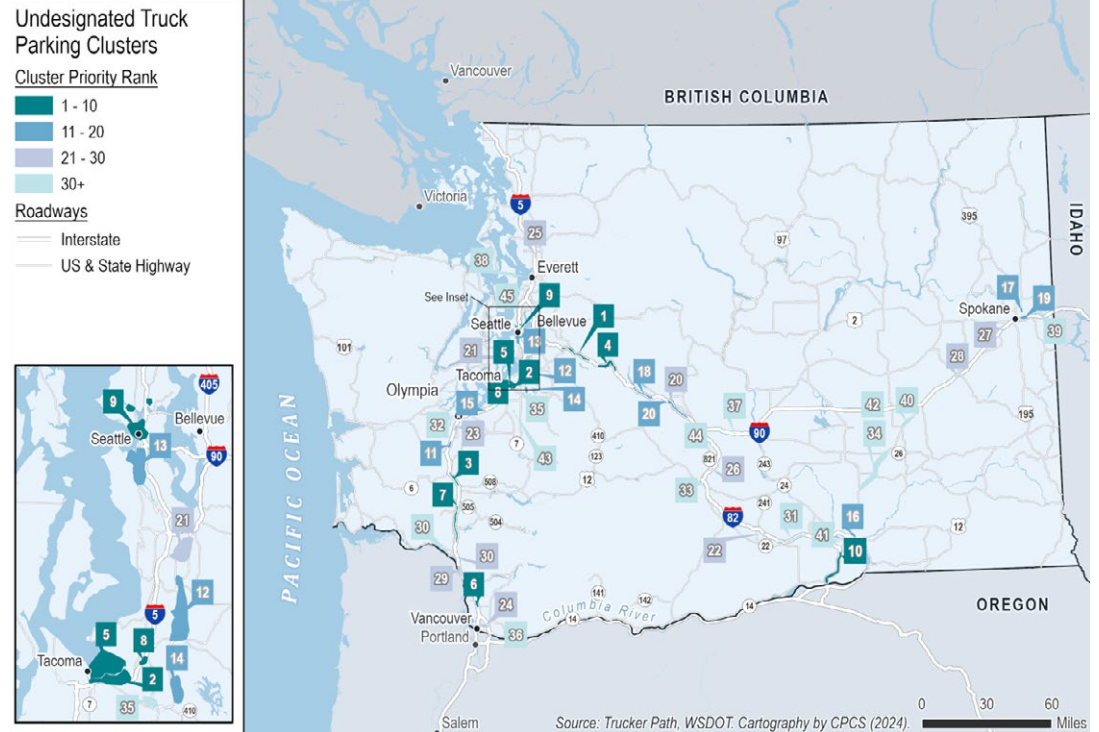 Undesignated Truck
Parking Clusters
Cluster Priority Rank
1 - 10
11 - 20
21 - 30
30+
Roadways
Interstate
US & State Highway
405
9
Bellevue
Seattle
13
90
21
12
5
5
8
14
Tacoma
2
35
7
410
Vancouver
BRITISH COLUMBIA
Victoria
5
395
IDAHO
25
97
38
Everett
See Inset
45
9
17
19
1
Spokane
Seattle
Bellevue
2
39
101
21
5
13
4
27
28
Tacoma
2
12
18
20
Olympia
8
14
15
35
20
37
42
40
32
23
410
44
90
34
195
11
7
43
123
821
26
3
12
26
243
6
508
33
24
7
505
241
PACIFIC OCEAN
504
82
31
16
30
41
12
22
22
10
30
29
6
141
142
24
Columbia River
14
OREGON
Vancouver
14
Portland
36
0 30 60
Miles
Salem
Source: Trucker Path, WSDOT. Cartography by CPCS (2024).